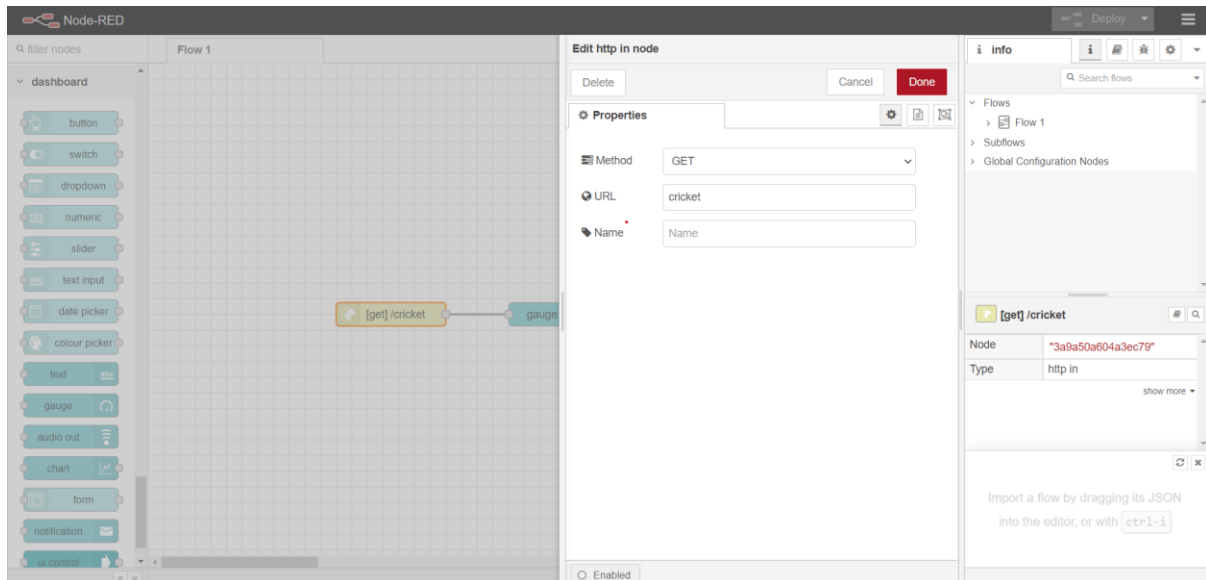 Node-RED
Deploy
filter nodes
dashboard
button
switch
dropdown
123 numeric
slider
abc text input
date picker
colour picker
text abc
gauge
audio out
chart
form
notification
ui control
Flow 1
[get] /cricket
gauge
Edit http in node
Delete
Cancel
Done
Properties
Method
GET
URL
cricket
Name
Name
Enabled
i info
i
Search flows
Flows
Flow 1
Subflows
Global Configuration Nodes
[get] /cricket
Node "3a9a50a604a3ec79"
Type http in
show more
Import a flow by dragging its JSON
into the editor, or with ctrl-i